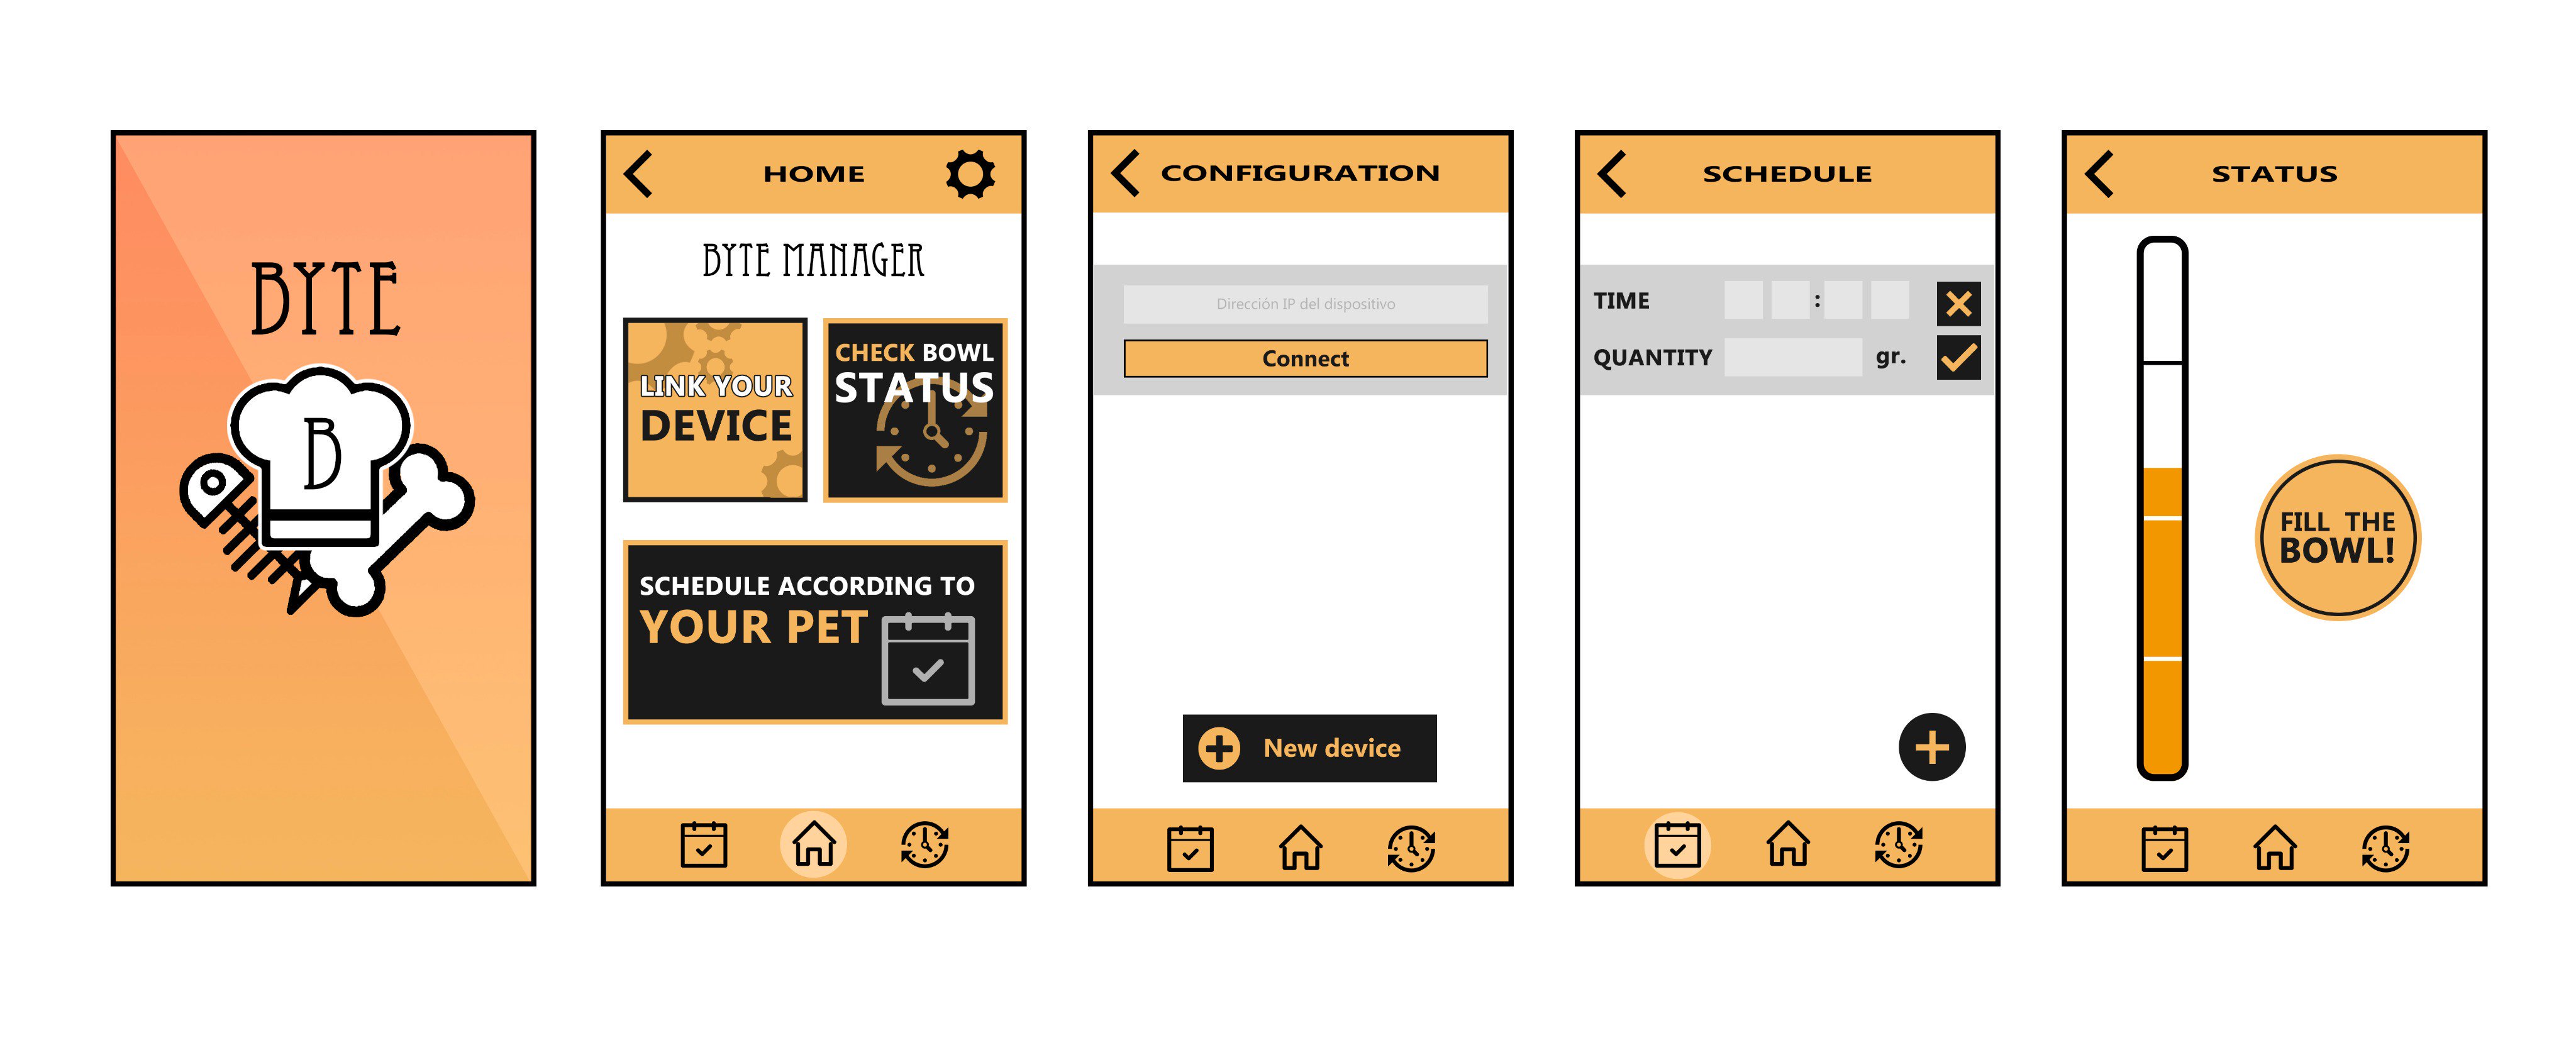 BYTE
B
HOME
BYTE MANAGER
LINK YOUR
DEVICE
CHECK BOWL
STATUS
SCHEDULE ACCORDING TO
YOUR PET
CONFIGURATION
Dirección IP del dispositivo
Connect
New device
SCHEDULE
TIME :
QUANTITY gr.
STATUS
FILL THE
BOWL!